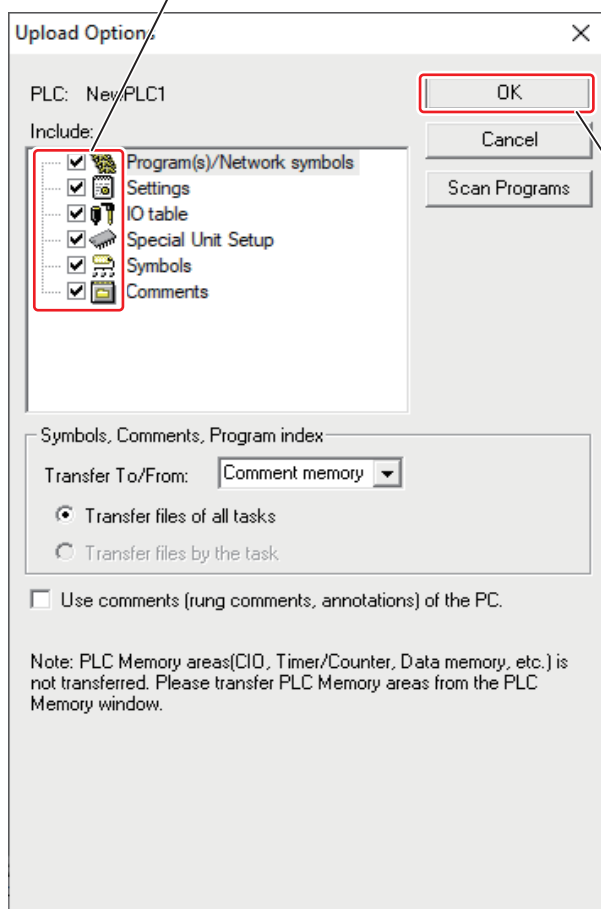 Upload Options
PLC: NewPLC1
OK
Include:
Cancel
Program(s)/Network symbols
Scan Programs
Settings
IO table
Special Unit Setup
Symbols
Comments
Symbols, Comments, Program index
Transfer To/From: Comment memory
Transfer files of all tasks
Transfer files by the task
Use comments (rung comments, annotations) of the PC.
Note: PLC Memory areas(CIO, Timer/Counter, Data memory, etc.) is
not transferred. Please transfer PLC Memory areas from the PLC
Memory window.